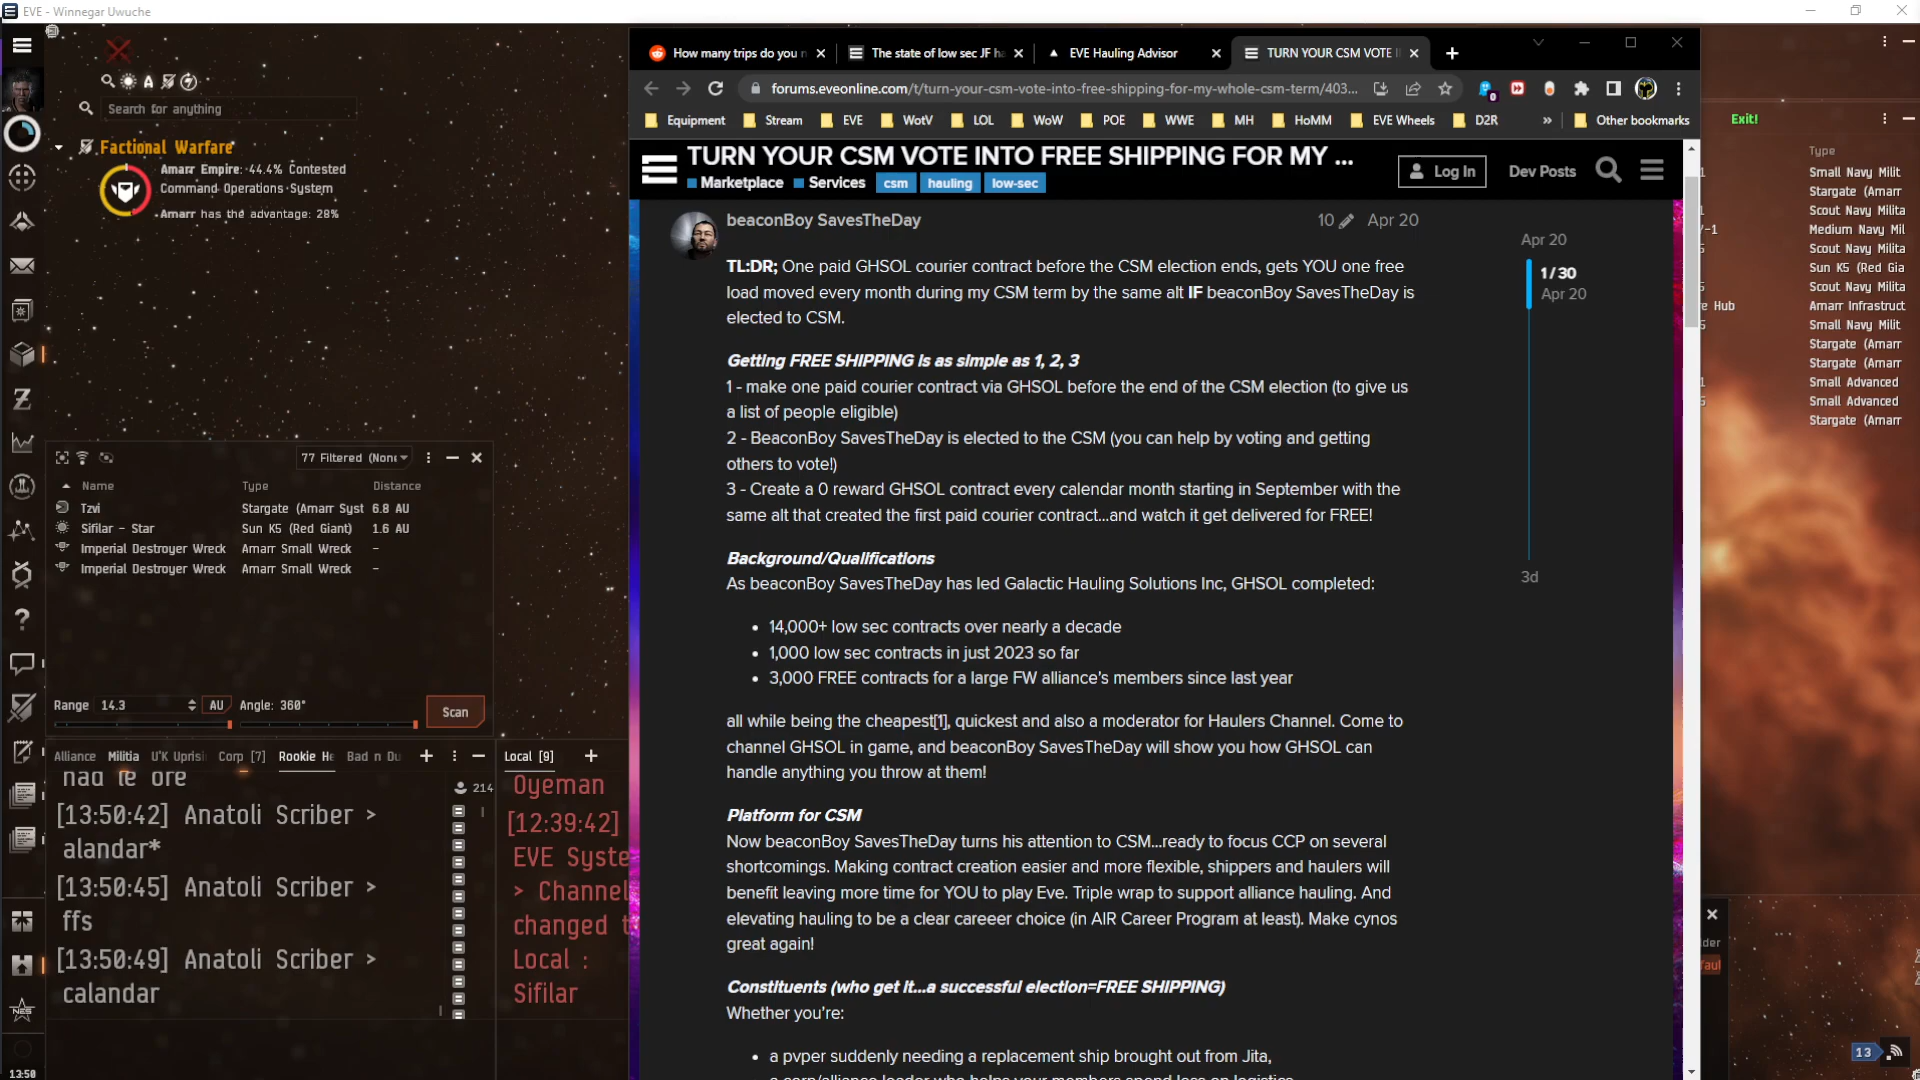 EVE - Winnegar Uwuche
Search for anything
Factional Warfare
Amarr Empire: 44.4% Contested
Command Operations System
Amarr has the advantage: 28%
77 Filtered (None
Name Type Distance
Tzvi Stargate (Amarr Syst 6.8 AU
Sifilar - Star Sun K5 (Red Giant) 1.6 AU
Imperial Destroyer Wreck Amarr Small Wreck -
Imperial Destroyer Wreck Amarr Small Wreck -
Range 14.3 AU Angle: 360° Scan
Alliance Militia U'K Uprisi Corp [7] Rookie He Bad n Du
had le ore
214
[13:50:42] Anatoli Scriber >
alandar*
[13:50:45] Anatoli Scriber >
ffs
[13:50:49] Anatoli Scriber >
calandar
13:50
Local [9]
Oyeman
[12:39:42]
EVE Syste
> Channel
changed t
Local :
Sifilar
How many trips do you n
The state of low sec JF ha
EVE Hauling Advisor
TURN YOUR CSM VOTE I
forums.eveonline.com/t/turn-your-csm-vote-into-free-shipping-for-my-whole-csm-term/403...
Equipment Stream EVE WotV LOL WoW POE WWE MH HoMM EVE Wheels D2R » Other bookmarks
TURN YOUR CSM VOTE INTO FREE SHIPPING FOR MY ...
Marketplace Services csm hauling low-sec
Log In Dev Posts
beaconBoy SavesTheDay 10 Apr 20
TL:DR; One paid GHSOL courier contract before the CSM election ends, gets YOU one free
load moved every month during my CSM term by the same alt IF beaconBoy SavesTheDay is
elected to CSM.
Getting FREE SHIPPING is as simple as 1, 2, 3
1 - make one paid courier contract via GHSOL before the end of the CSM election (to give us
a list of people eligible)
2 - BeaconBoy SavesTheDay is elected to the CSM (you can help by voting and getting
others to vote!)
3 - Create a 0 reward GHSOL contract every calendar month starting in September with the
same alt that created the first paid courier contract...and watch it get delivered for FREE!
Background/Qualifications
As beaconBoy SavesTheDay has led Galactic Hauling Solutions Inc, GHSOL completed:
• 14,000+ low sec contracts over nearly a decade
• 1,000 low sec contracts in just 2023 so far
• 3,000 FREE contracts for a large FW alliance's members since last year
all while being the cheapest[1], quickest and also a moderator for Haulers Channel. Come to
channel GHSOL in game, and beaconBoy SavesTheDay will show you how GHSOL can
handle anything you throw at them!
Platform for CSM
Now beaconBoy SavesTheDay turns his attention to CSM...ready to focus CCP on several
shortcomings. Making contract creation easier and more flexible, shippers and haulers will
benefit leaving more time for YOU to play Eve. Triple wrap to support alliance hauling. And
elevating hauling to be a clear careeer choice (in AIR Career Program at least). Make cynos
great again!
Constituents (who get it...a successful election=FREE SHIPPING)
Whether you're:
• a pvper suddenly needing a replacement ship brought out from Jita,
Apr 20
1 / 30
Apr 20
3d
Exit!
Type
Small Navy Milit
Stargate (Amarr
Scout Navy Milita
Medium Navy Mil
Scout Navy Milita
Sun K5 (Red Gia
Scout Navy Milita
e Hub Amarr Infrastruct
Small Navy Milit
Stargate (Amarr
Stargate (Amarr
Small Advanced
Small Advanced
Stargate (Amarr
13